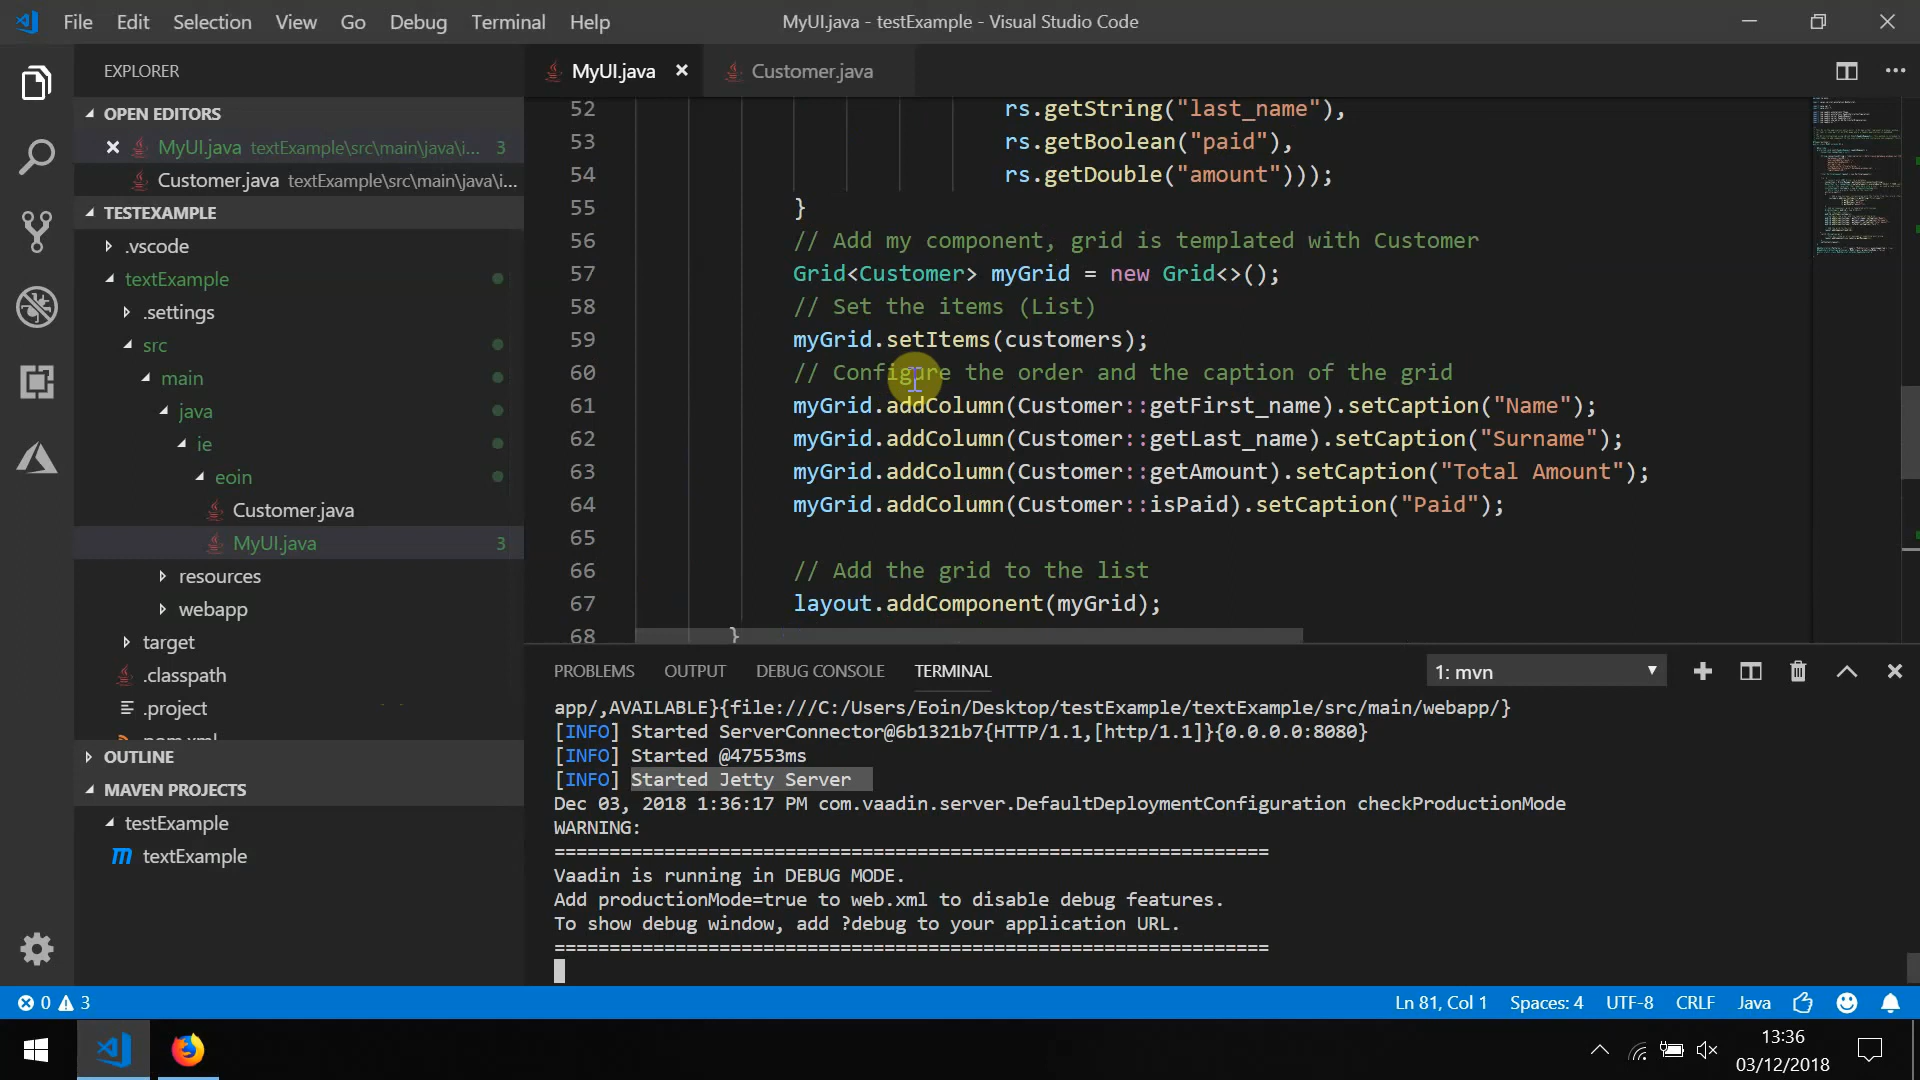 File Edit Selection View Go Debug Terminal Help
MyUI.java - testExample - Visual Studio Code
EXPLORER
OPEN EDITORS
MyUI.java textExample\src\main\java\i... 3
Customer.java textExample\src\main\java\i...
TESTEXAMPLE
.vscode
textExample
.settings
src
main
java
ie
eoin
Customer.java
MyUI.java 3
resources
webapp
target
.classpath
.project
pom.xml
OUTLINE
MAVEN PROJECTS
testExample
textExample
MyUI.java Customer.java
52 rs.getString("last_name"),
53 rs.getBoolean("paid"),
54 rs.getDouble("amount")));
55 }
56 // Add my component, grid is templated with Customer
57 Grid<Customer> myGrid = new Grid<>();
58 // Set the items (List)
59 myGrid.setItems(customers);
60 // Configure the order and the caption of the grid
61 myGrid.addColumn(Customer::getFirst_name).setCaption("Name");
62 myGrid.addColumn(Customer::getLast_name).setCaption("Surname");
63 myGrid.addColumn(Customer::getAmount).setCaption("Total Amount");
64 myGrid.addColumn(Customer::isPaid).setCaption("Paid");
65
66 // Add the grid to the list
67 layout.addComponent(myGrid);
68 }
PROBLEMS OUTPUT DEBUG CONSOLE TERMINAL 1: mvn
app/,AVAILABLE}{file:///C:/Users/Eoin/Desktop/testExample/textExample/src/main/webapp/}
[INFO] Started ServerConnector@6b1321b7{HTTP/1.1,[http/1.1]}{0.0.0.0:8080}
[INFO] Started @47553ms
[INFO] Started Jetty Server
Dec 03, 2018 1:36:17 PM com.vaadin.server.DefaultDeploymentConfiguration checkProductionMode
WARNING:
=================================================================
Vaadin is running in DEBUG MODE.
Add productionMode=true to web.xml to disable debug features.
To show debug window, add ?debug to your application URL.
=================================================================
0 3 Ln 81, Col 1 Spaces: 4 UTF-8 CRLF Java
13:36
03/12/2018